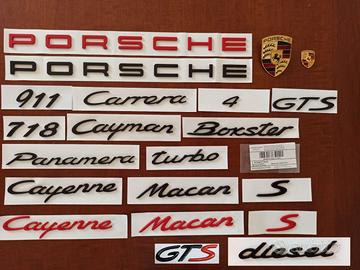 PORSCHE
PORSCHE
911 Carrera 4 GTS
718 Cayman Boxster
Panamera turbo
Cayenne Macan S
Cayenne Macan S
GTS diesel